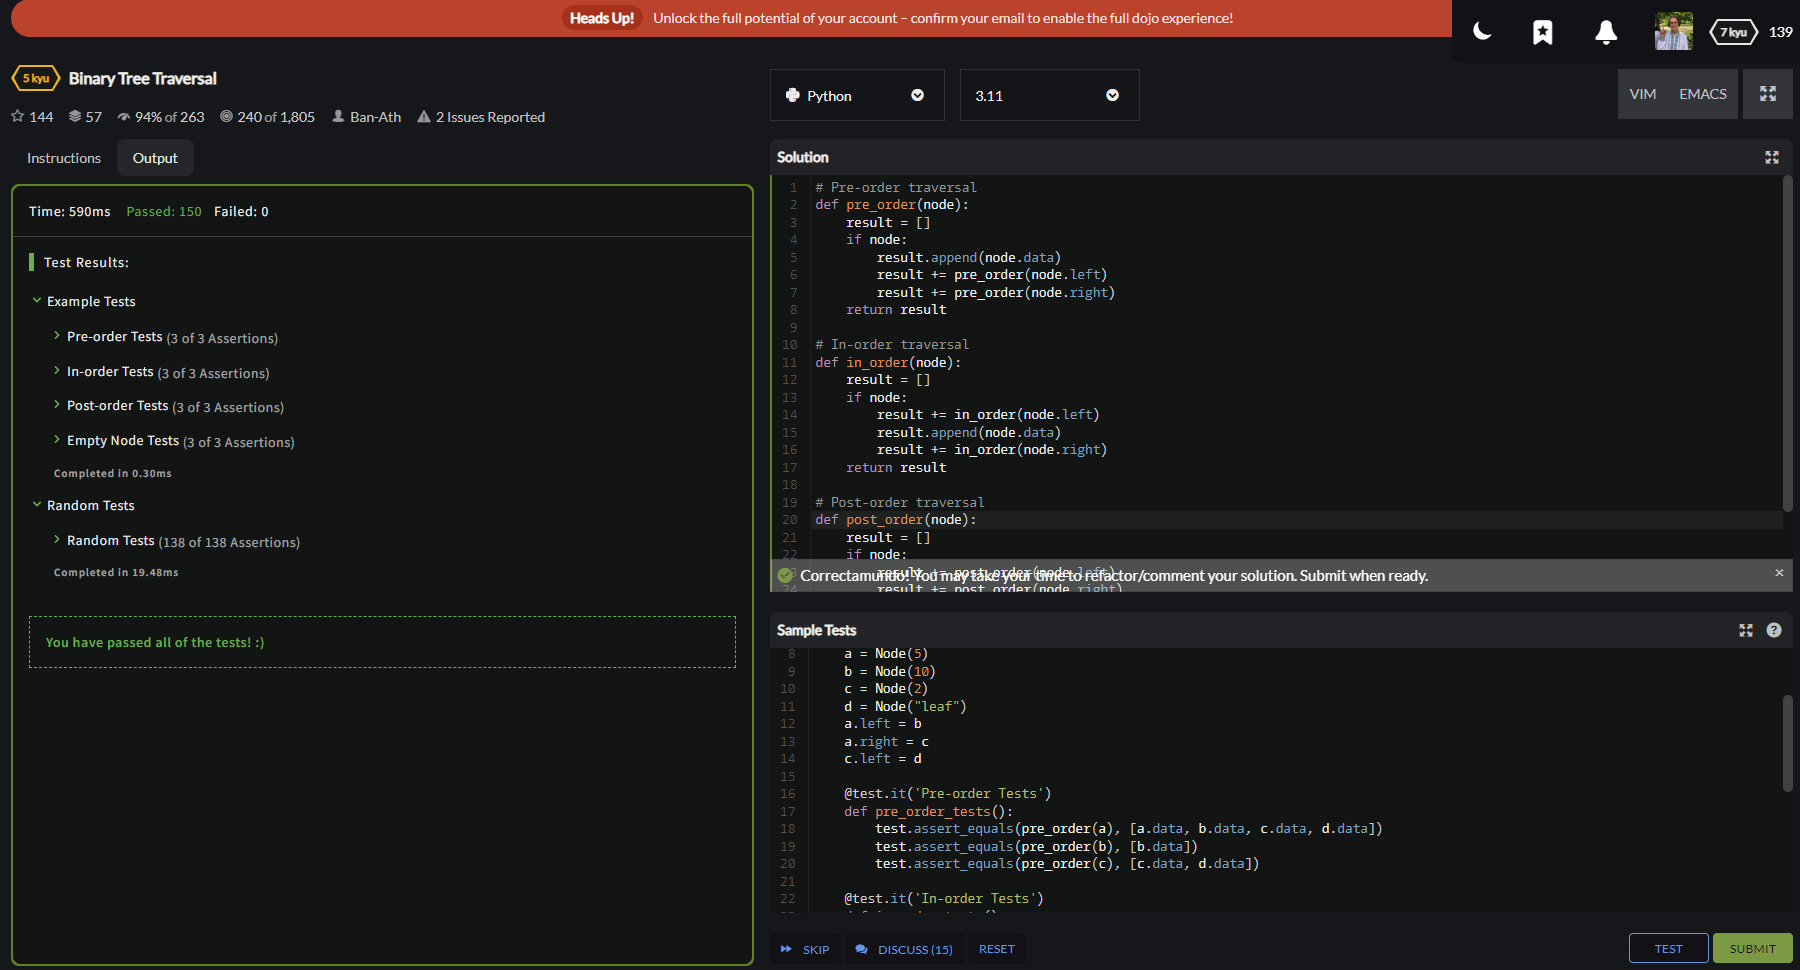 Heads Up! Unlock the full potential of your account – confirm your email to enable the full dojo experience!
7 kyu 139
5 kyu Binary Tree Traversal
144 57 94% of 263 240 of 1,805 Ban-Ath 2 Issues Reported
Instructions Output
Time: 590ms Passed: 150 Failed: 0
Test Results:
Example Tests
Pre-order Tests (3 of 3 Assertions)
In-order Tests (3 of 3 Assertions)
Post-order Tests (3 of 3 Assertions)
Empty Node Tests (3 of 3 Assertions)
Completed in 0.30ms
Random Tests
Random Tests (138 of 138 Assertions)
Completed in 19.48ms
You have passed all of the tests! :)
Python 3.11 VIM EMACS
Solution
1 # Pre-order traversal
2 def pre_order(node):
3 result = []
4 if node:
5 result.append(node.data)
6 result += pre_order(node.left)
7 result += pre_order(node.right)
8 return result
9
10 # In-order traversal
11 def in_order(node):
12 result = []
13 if node:
14 result += in_order(node.left)
15 result.append(node.data)
16 result += in_order(node.right)
17 return result
18
19 # Post-order traversal
20 def post_order(node):
21 result = []
22 if node:
23 result += post_order(node.left)
Correctamundo! You may take your time to refactor/comment your solution. Submit when ready.
24 result += post_order(node.right)
Sample Tests
8 a = Node(5)
9 b = Node(10)
10 c = Node(2)
11 d = Node("leaf")
12 a.left = b
13 a.right = c
14 c.left = d
15
16 @test.it('Pre-order Tests')
17 def pre_order_tests():
18 test.assert_equals(pre_order(a), [a.data, b.data, c.data, d.data])
19 test.assert_equals(pre_order(b), [b.data])
20 test.assert_equals(pre_order(c), [c.data, d.data])
21
22 @test.it('In-order Tests')
SKIP DISCUSS (15) RESET TEST SUBMIT